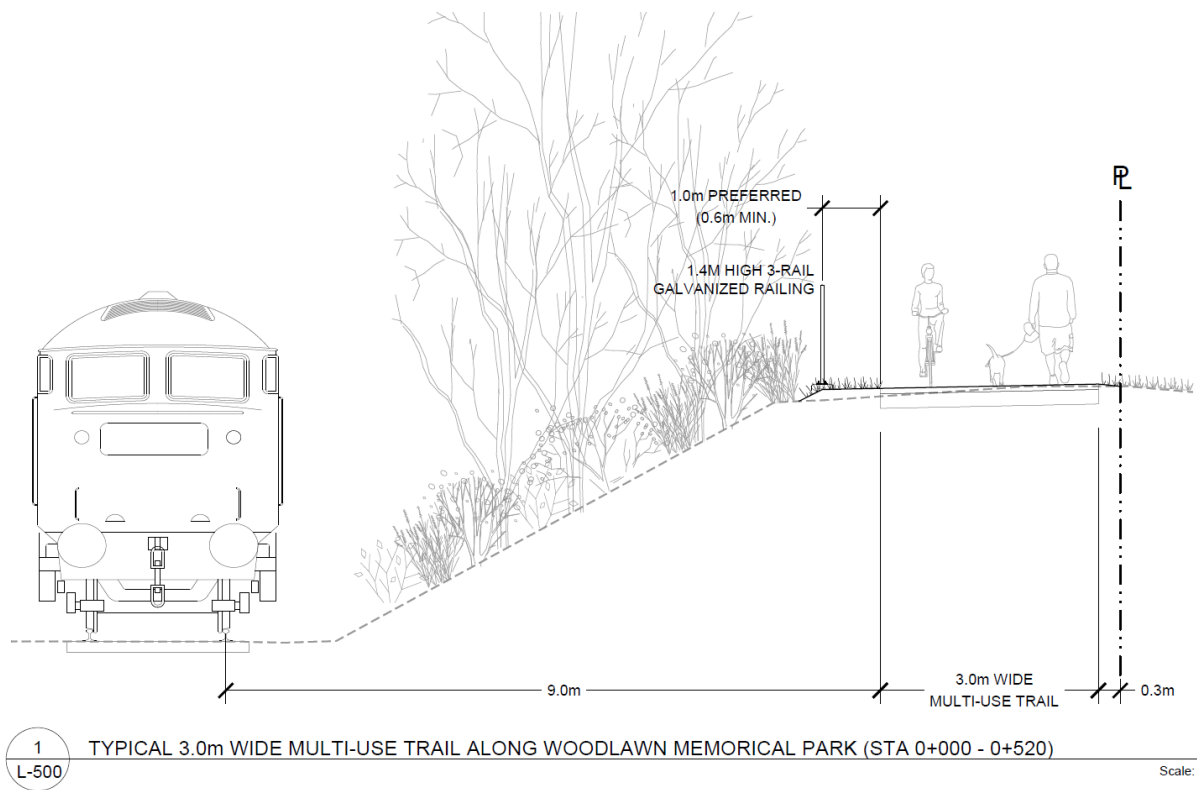 PL
1.0m PREFERRED
(0.6m MIN.)
1.4M HIGH 3-RAIL
GALVANIZED RAILING
9.0m
3.0m WIDE
MULTI-USE TRAIL
0.3m
1
L-500
TYPICAL 3.0m WIDE MULTI-USE TRAIL ALONG WOODLAWN MEMORICAL PARK (STA 0+000 - 0+520)
Scale: